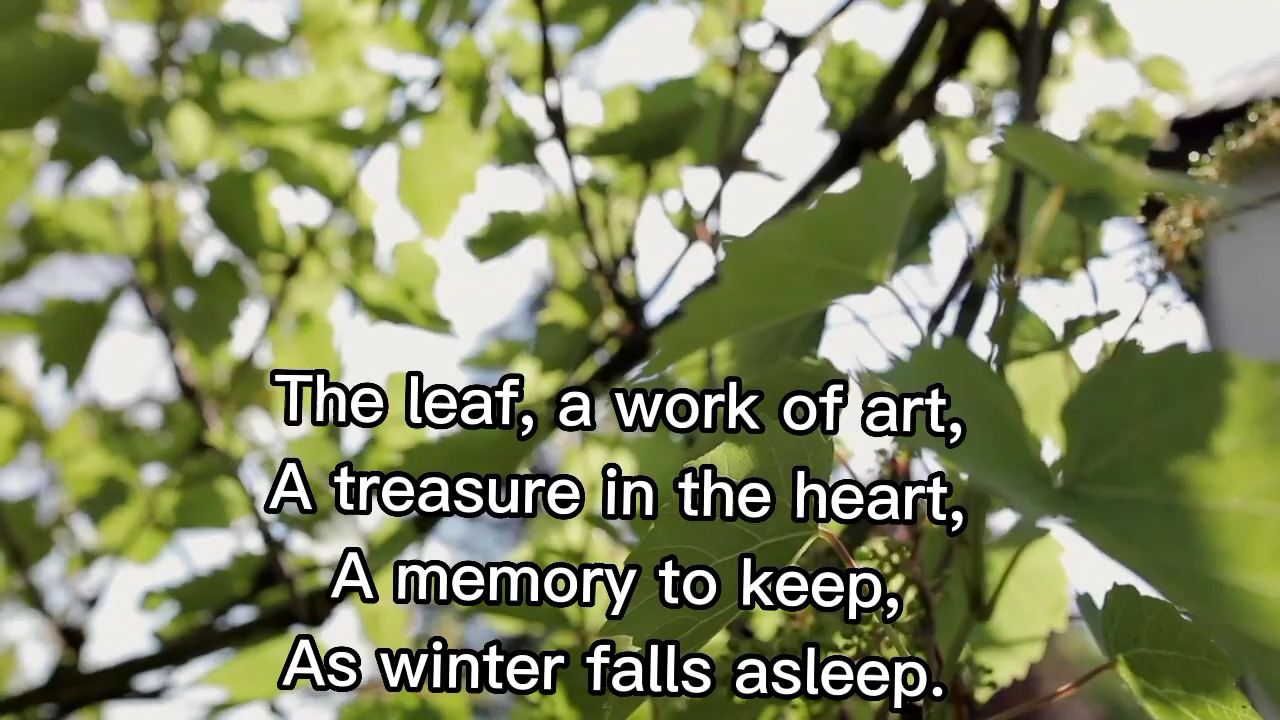 The leaf, a work of art,
A treasure in the heart,
A memory to keep,
As winter falls asleep.